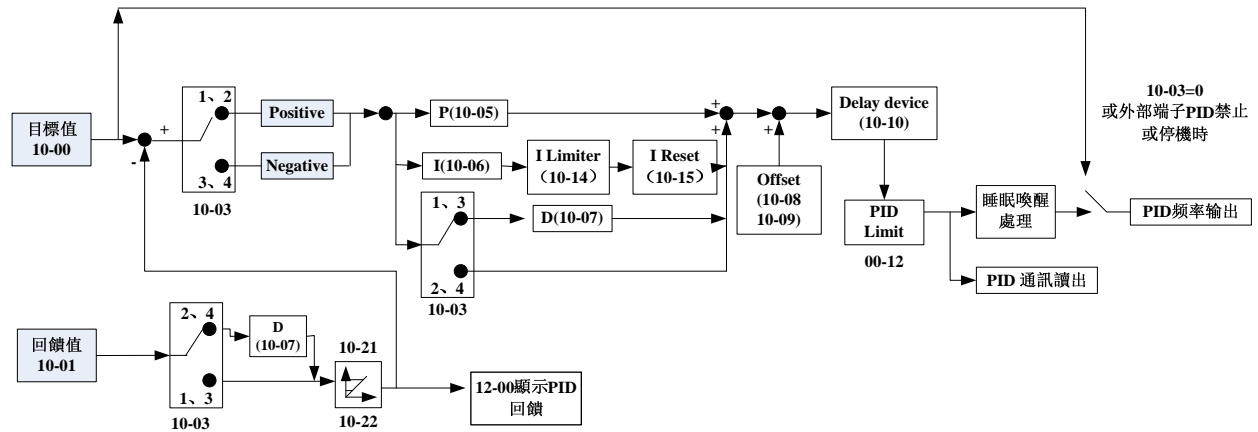 目標值
10-00
+
-
1、2
3、4
10-03
Positive
Negative
P(10-05)
I(10-06)
I Limiter
（10-14）
I Reset
（10-15）
1、3
2、4
10-03
D(10-07)
+
+
+
Offset
(10-08
10-09)
Delay device
(10-10)
PID
Limit
00-12
睡眠喚醒
處理
PID 通訊讀出
10-03=0
或外部端子PID禁止
或停機時
PID频率输出
回饋值
10-01
2、4
1、3
10-03
D
(10-07)
10-21
10-22
12-00顯示PID
回饋